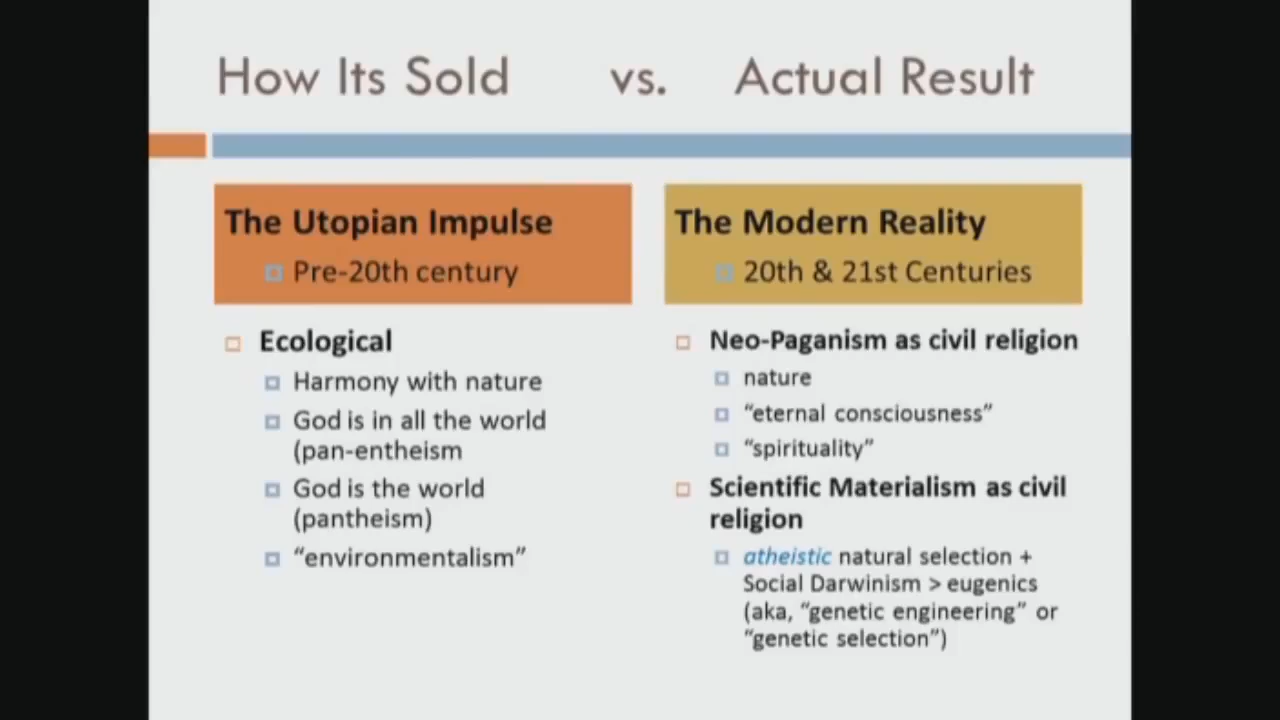 How Its Sold vs. Actual Result
The Utopian Impulse
Pre-20th century
Ecological
Harmony with nature
God is in all the world
(pan-entheism
God is the world
(pantheism)
“environmentalism”
The Modern Reality
20th & 21st Centuries
Neo-Paganism as civil religion
nature
“eternal consciousness”
“spirituality”
Scientific Materialism as civil
religion
atheistic natural selection +
Social Darwinism > eugenics
(aka, “genetic engineering” or
“genetic selection”)